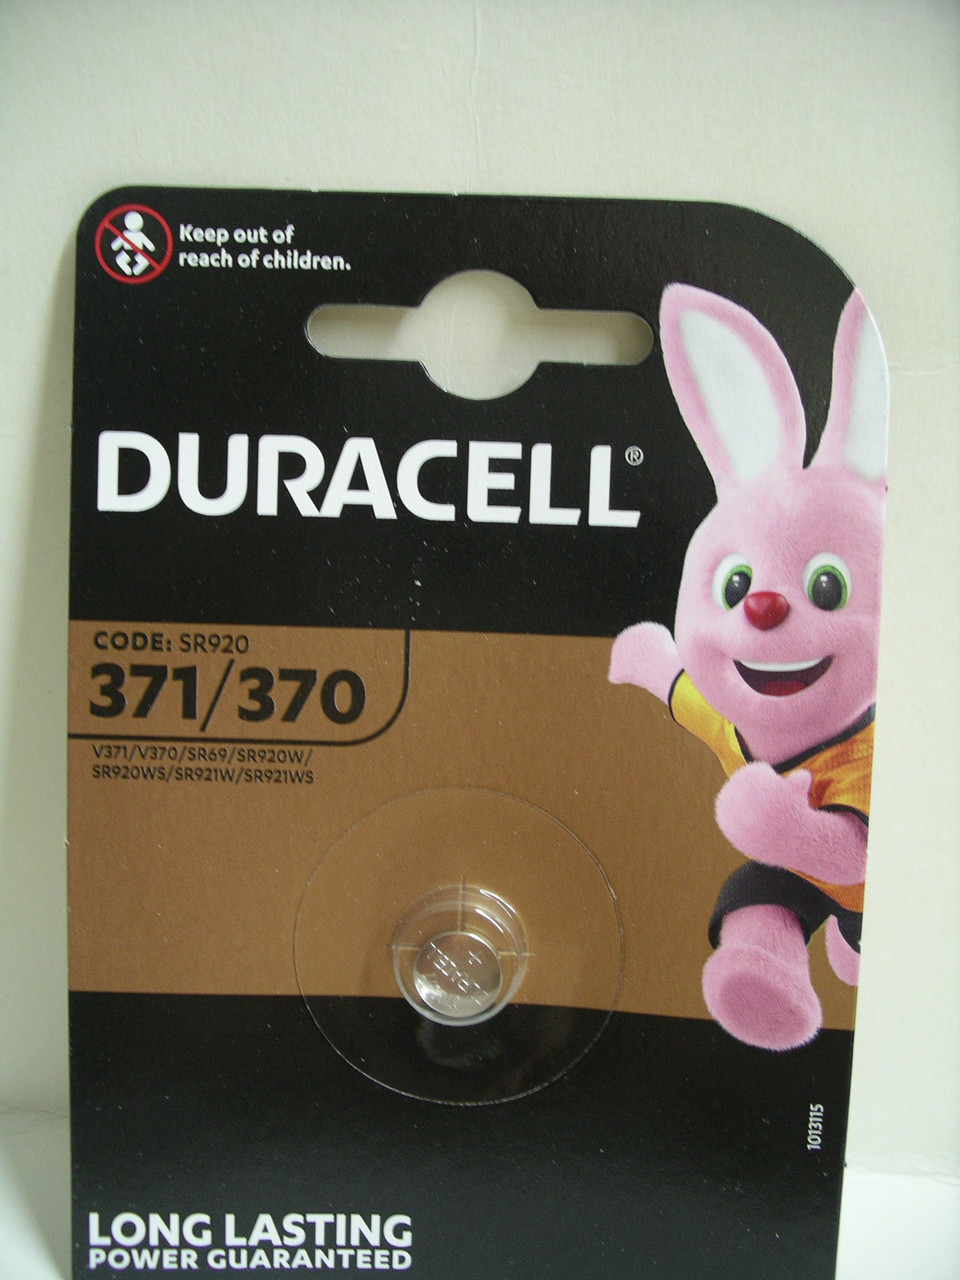 Keep out of
reach of children.
DURACELL®
CODE: SR920
371/370
V371/V370/SR69/SR920W/
SR920WS/SR921W/SR921WS
+
1013115
LONG LASTING
POWER GUARANTEED